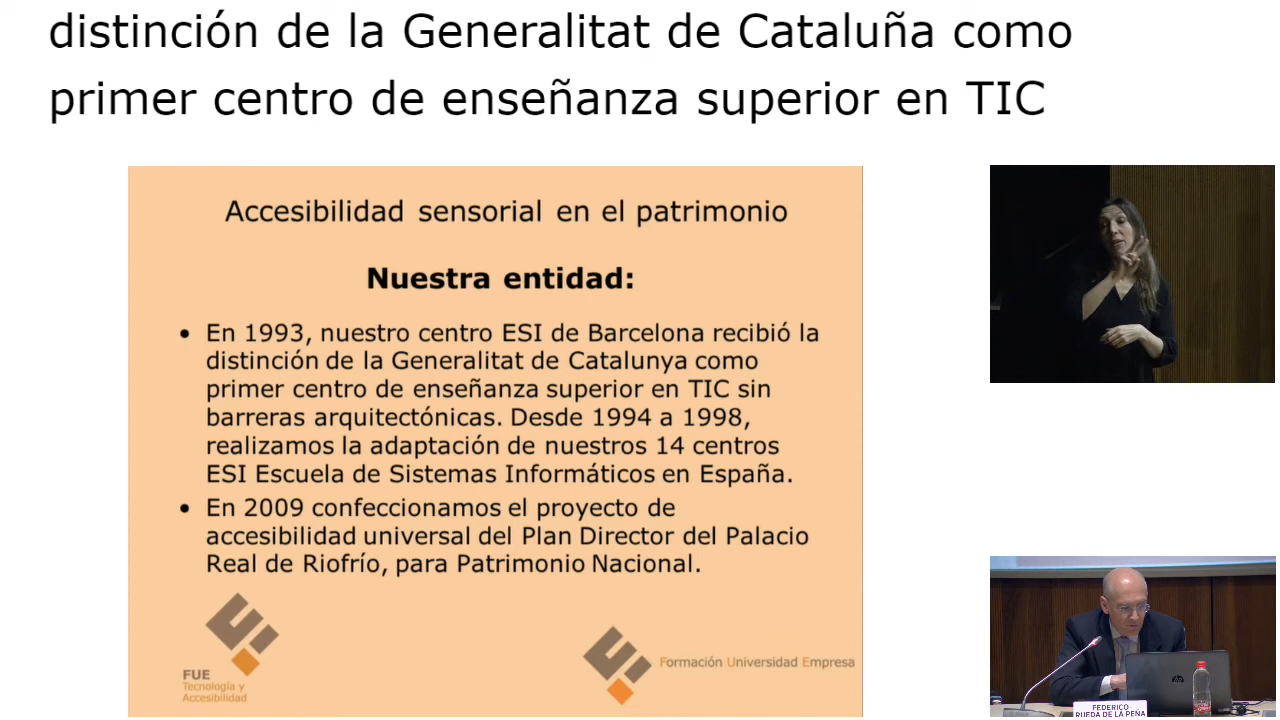 distinción de la Generalitat de Cataluña como
primer centro de enseñanza superior en TIC
Accesibilidad sensorial en el patrimonio
Nuestra entidad:
• En 1993, nuestro centro ESI de Barcelona recibió la
distinción de la Generalitat de Catalunya como
primer centro de enseñanza superior en TIC sin
barreras arquitectónicas. Desde 1994 a 1998,
realizamos la adaptación de nuestros 14 centros
ESI Escuela de Sistemas Informáticos en España.
• En 2009 confeccionamos el proyecto de
accesibilidad universal del Plan Director del Palacio
Real de Riofrío, para Patrimonio Nacional.
FUE
Tecnología y
Accesibilidad
Formación Universidad Empresa
FEDERICO
RUEDA DE LA PEÑA